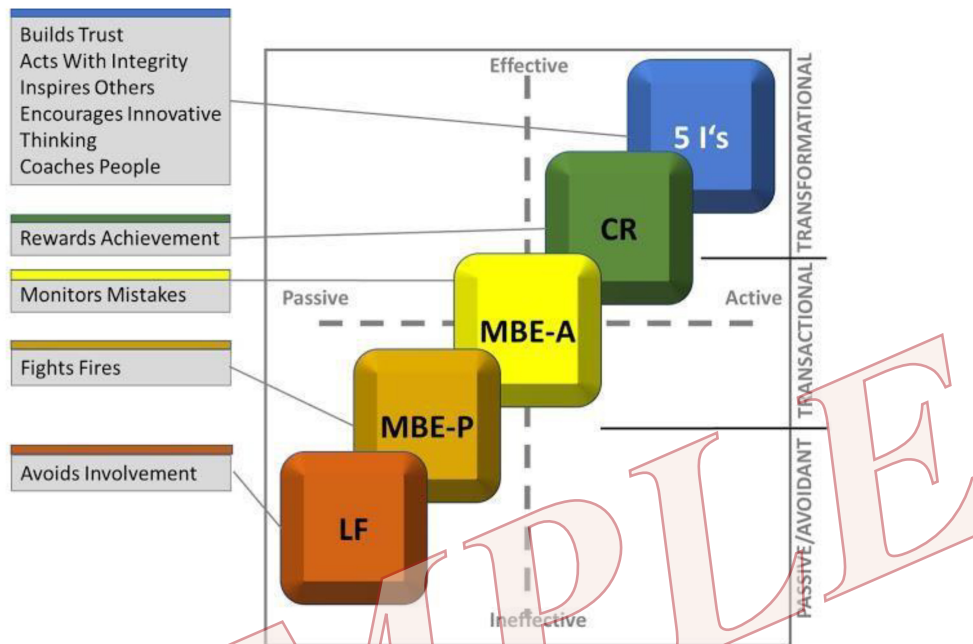 Builds Trust
Acts With Integrity
Inspires Others
Encourages Innovative
Thinking
Coaches People
Rewards Achievement
Monitors Mistakes
Fights Fires
Avoids Involvement
Effective
Passive
Active
Ineffective
5 I's
CR
MBE-A
MBE-P
LF
TRANSFORMATIONAL
TRANSACTIONAL
PASSIVE/AVOIDANT
MPLE